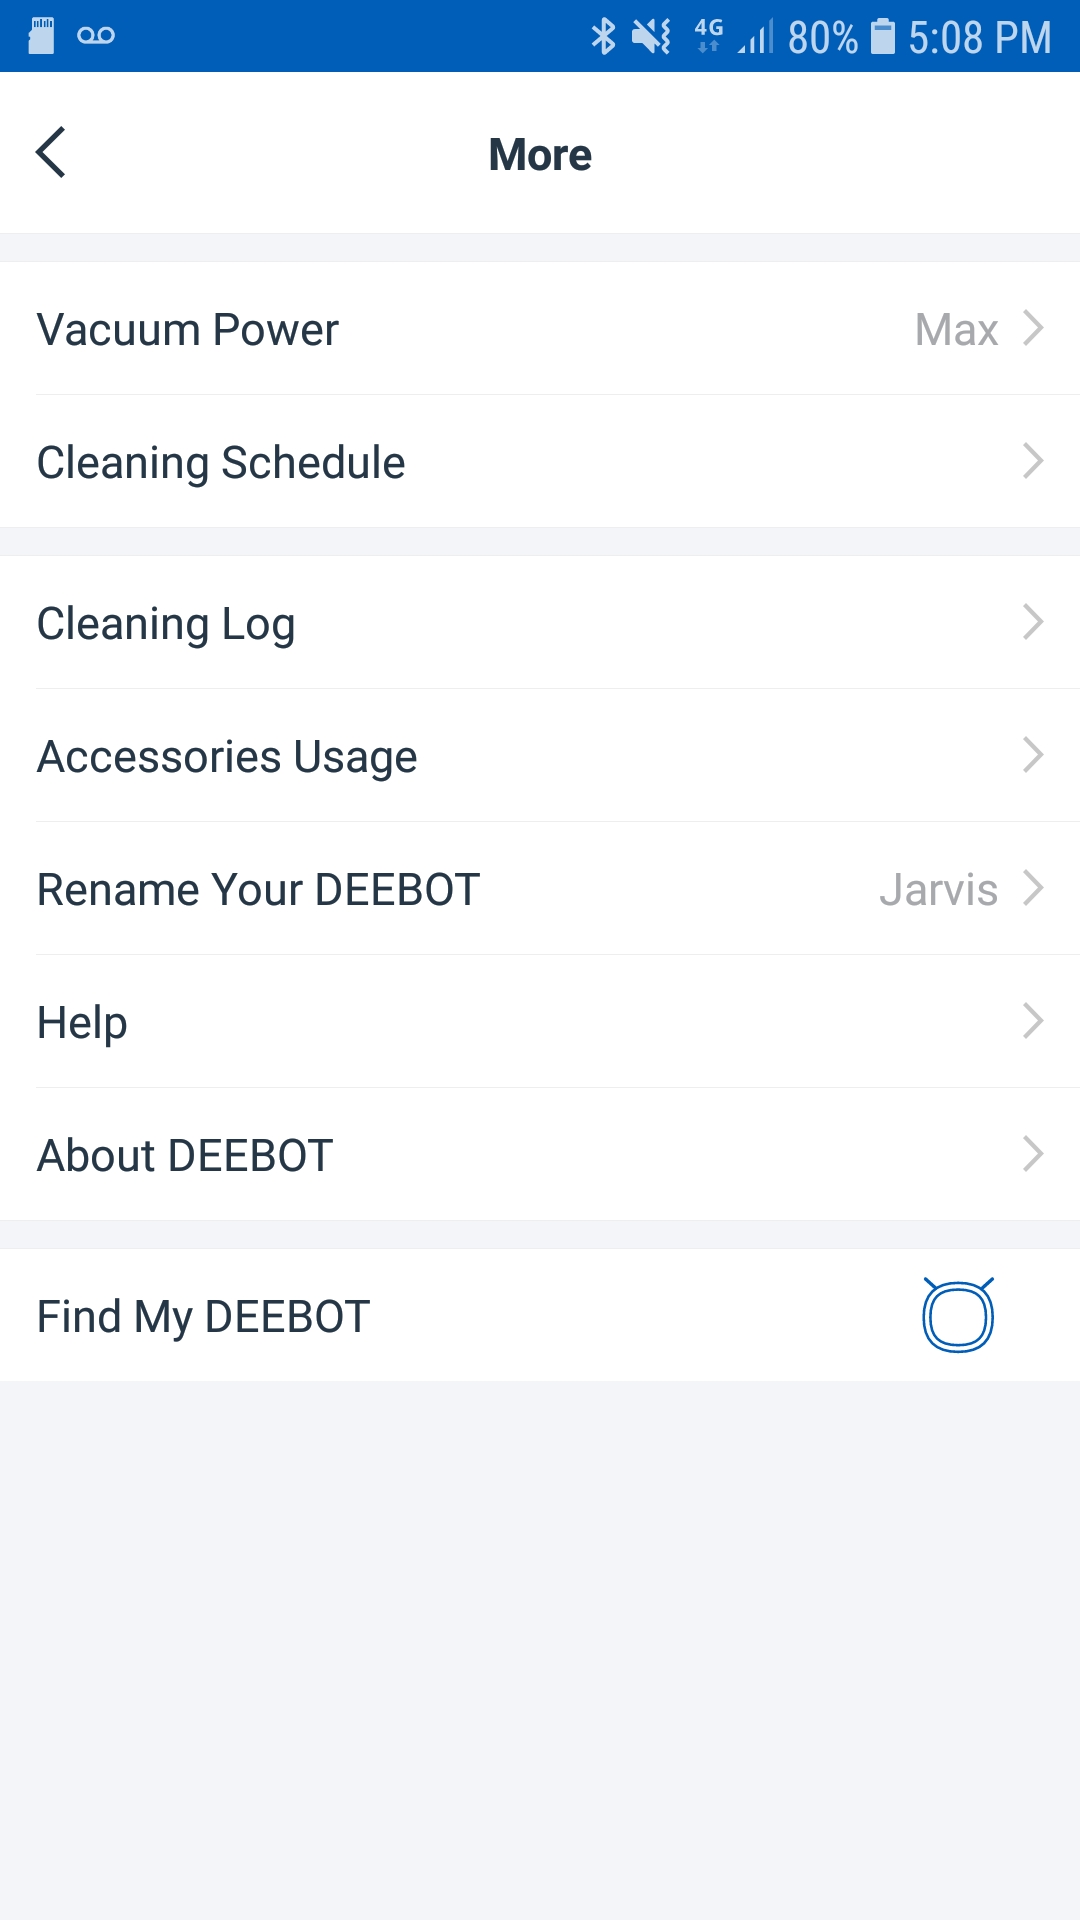 4G 80% 5:08 PM
More
Vacuum Power Max
Cleaning Schedule
Cleaning Log
Accessories Usage
Rename Your DEEBOT Jarvis
Help
About DEEBOT
Find My DEEBOT